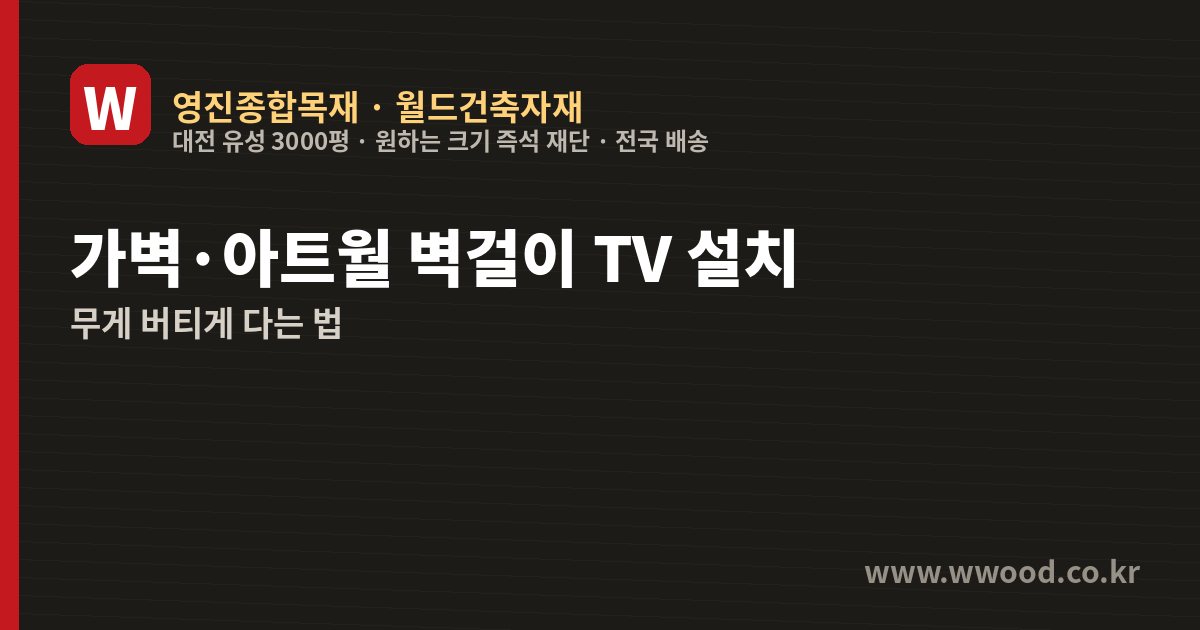 W
영진종합목재 · 월드건축자재
대전 유성 3000평 · 원하는 크기 즉석 재단 · 전국 배송
가벽·아트월 벽걸이 TV 설치
무게 버티게 다는 법
www.wwood.co.kr